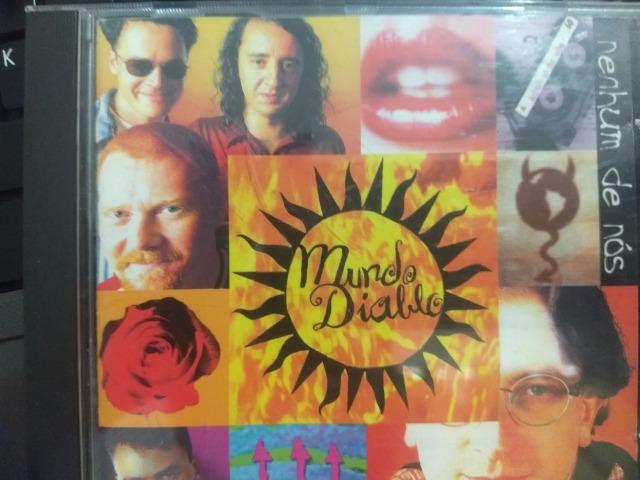 nenhum de nós
Mundo
Diablo
K